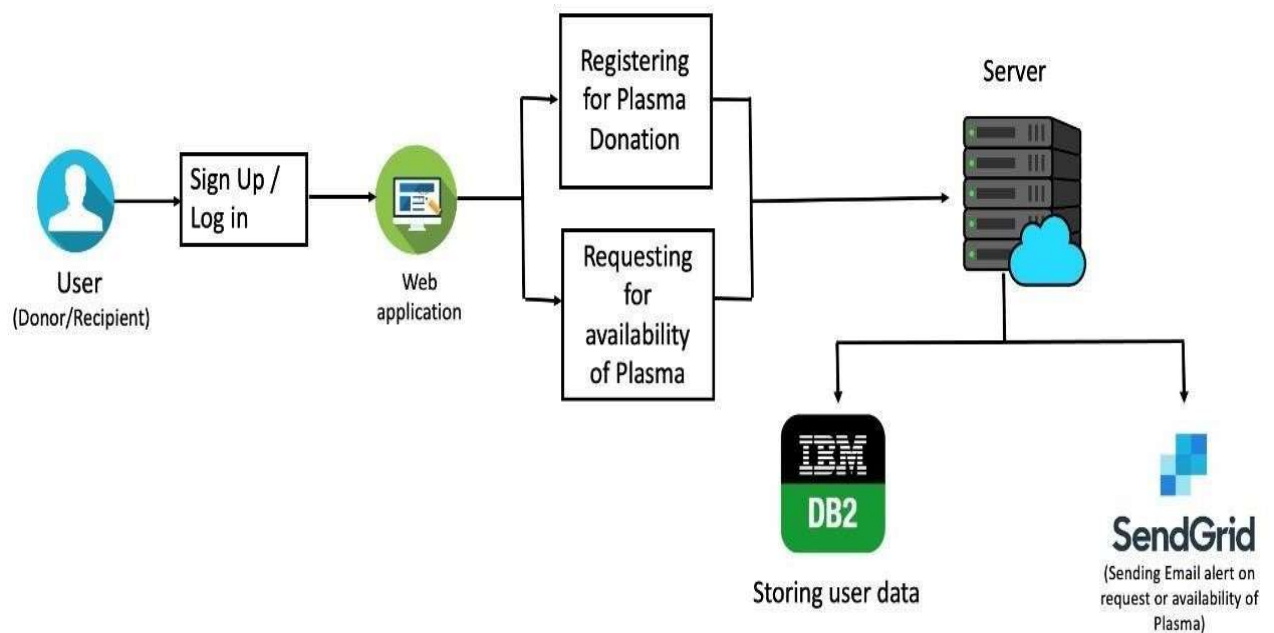 User
(Donor/Recipient)
Sign Up /
Log in
Web
application
Registering
for Plasma
Donation
Requesting
for
availability
of Plasma
Server
IBM
DB2
Storing user data
SendGrid
(Sending Email alert on
request or availability of
Plasma)